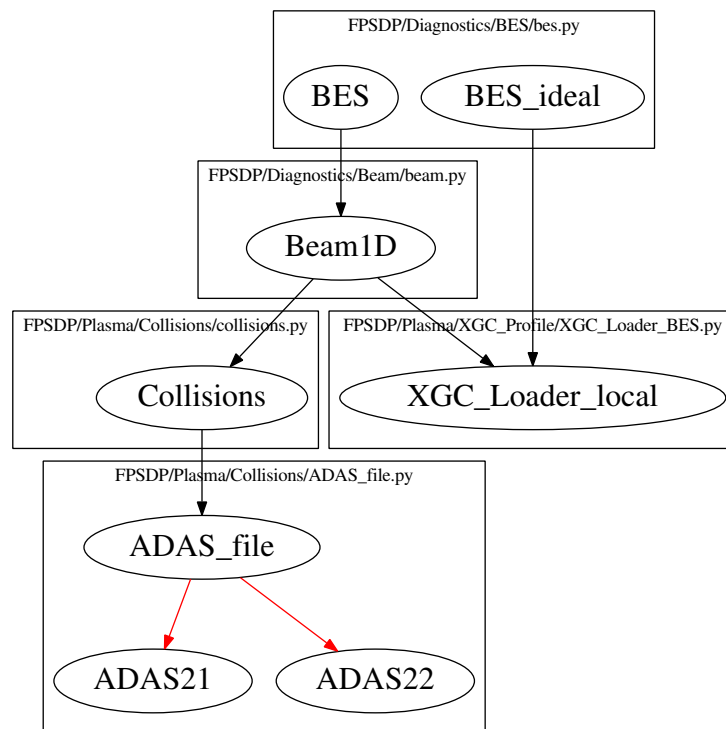 FPSDP/Diagnostics/BES/bes.py
BES
BES_ideal
FPSDP/Diagnostics/Beam/beam.py
Beam1D
FPSDP/Plasma/Collisions/collisions.py
FPSDP/Plasma/XGC_Profile/XGC_Loader_BES.py
Collisions
XGC_Loader_local
FPSDP/Plasma/Collisions/ADAS_file.py
ADAS_file
ADAS21
ADAS22